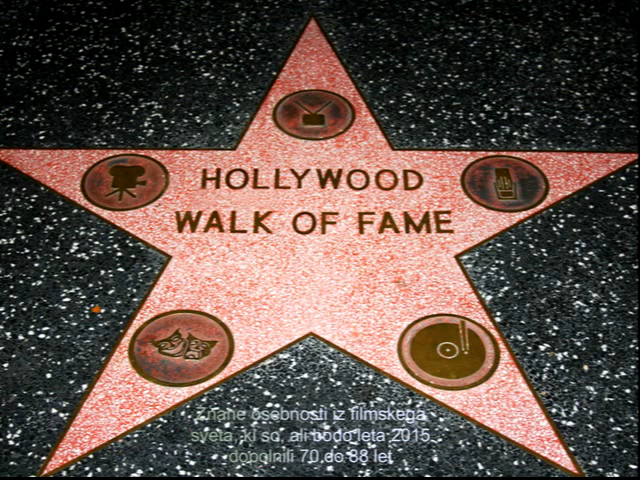 HOLLYWOOD
WALK OF FAME
Znane osebnosti iz filmskega
sveta, ki so, ali bodo leta 2015
dopolnili 70 do 88 let